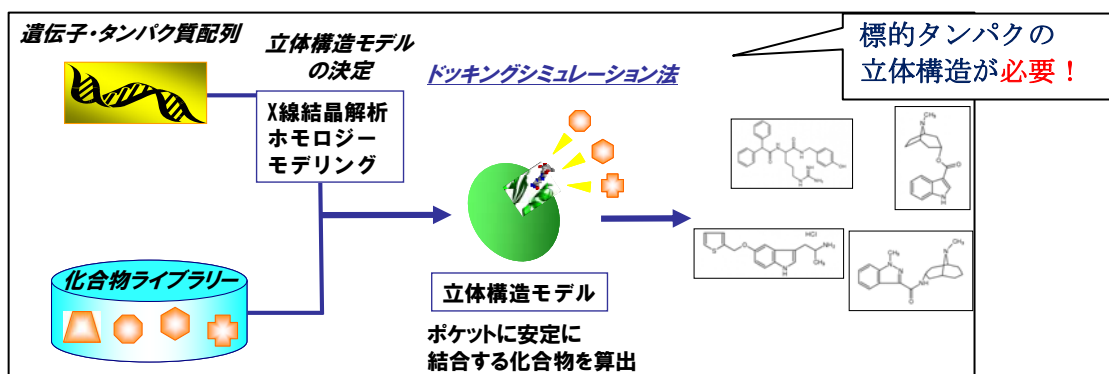 遺伝子・タンパク質配列
立体構造モデル
の決定
X線結晶解析
ホモロジー
モデリング
化合物ライブラリー
ドッキングシミュレーション法
立体構造モデル
ポケットに安定に
結合する化合物を算出
標的タンパクの
立体構造が必要！
HCl